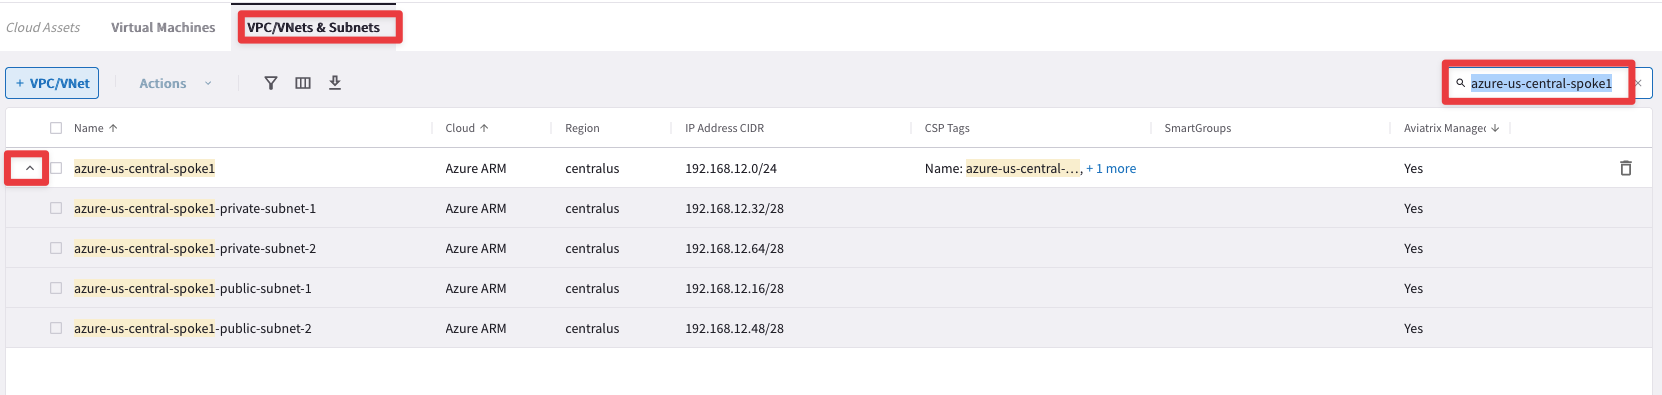 Cloud Assets Virtual Machines VPC/VNets & Subnets
+ VPC/VNet Actions azure-us-central-spoke1
Name Cloud Region IP Address CIDR CSP Tags SmartGroups Aviatrix Managed
azure-us-central-spoke1 Azure ARM centralus 192.168.12.0/24 Name: azure-us-central-..., + 1 more Yes
azure-us-central-spoke1-private-subnet-1 Azure ARM centralus 192.168.12.32/28 Yes
azure-us-central-spoke1-private-subnet-2 Azure ARM centralus 192.168.12.64/28 Yes
azure-us-central-spoke1-public-subnet-1 Azure ARM centralus 192.168.12.16/28 Yes
azure-us-central-spoke1-public-subnet-2 Azure ARM centralus 192.168.12.48/28 Yes